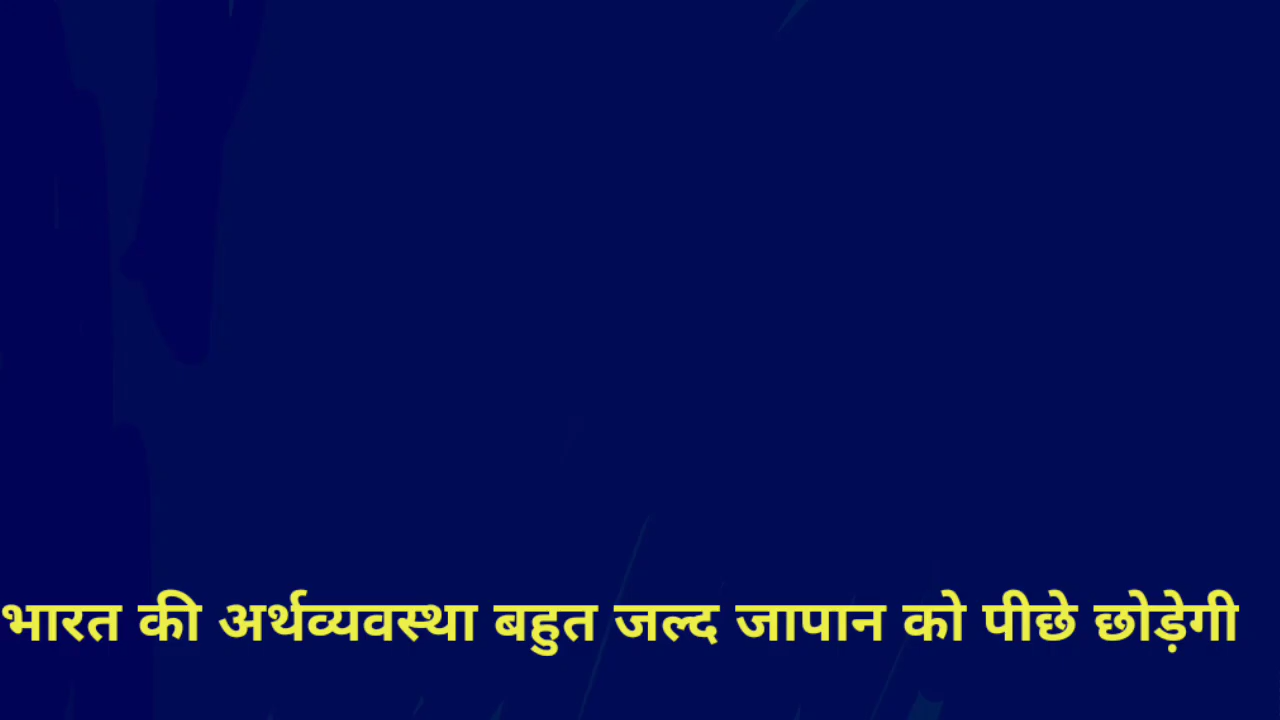 भारत की अर्थव्यवस्था बहुत जल्द जापान को पीछे छोड़ेगी